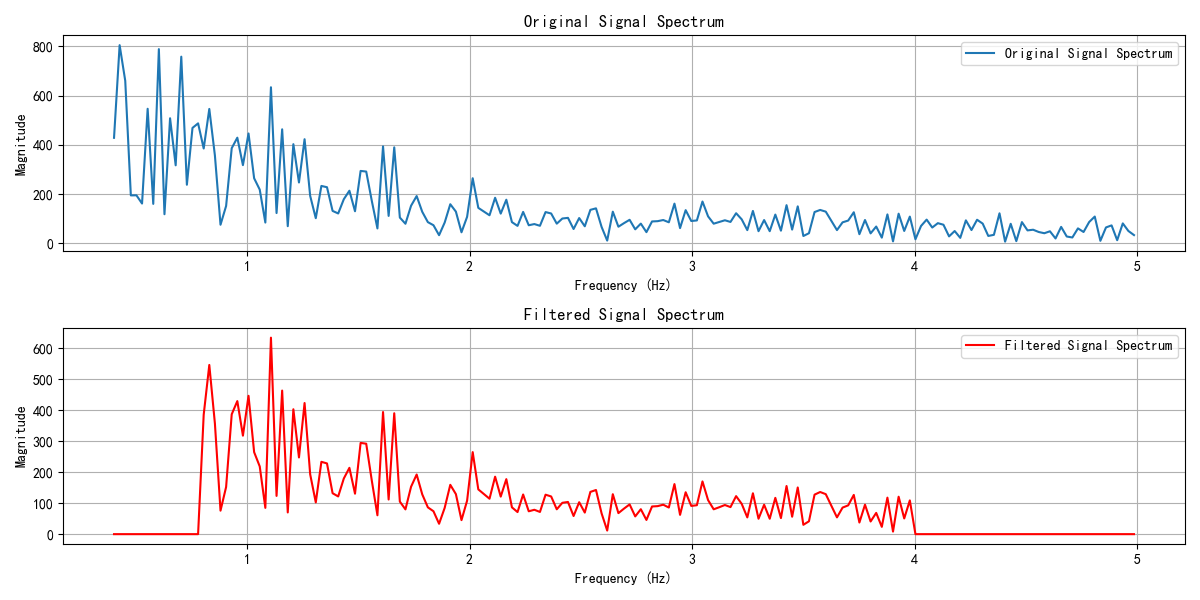 Original Signal Spectrum
Original Signal Spectrum
800
600
400
200
0
Magnitude
1 2 3 4 5
Frequency (Hz)
Filtered Signal Spectrum
Filtered Signal Spectrum
600
500
400
300
200
100
0
Magnitude
1 2 3 4 5
Frequency (Hz)